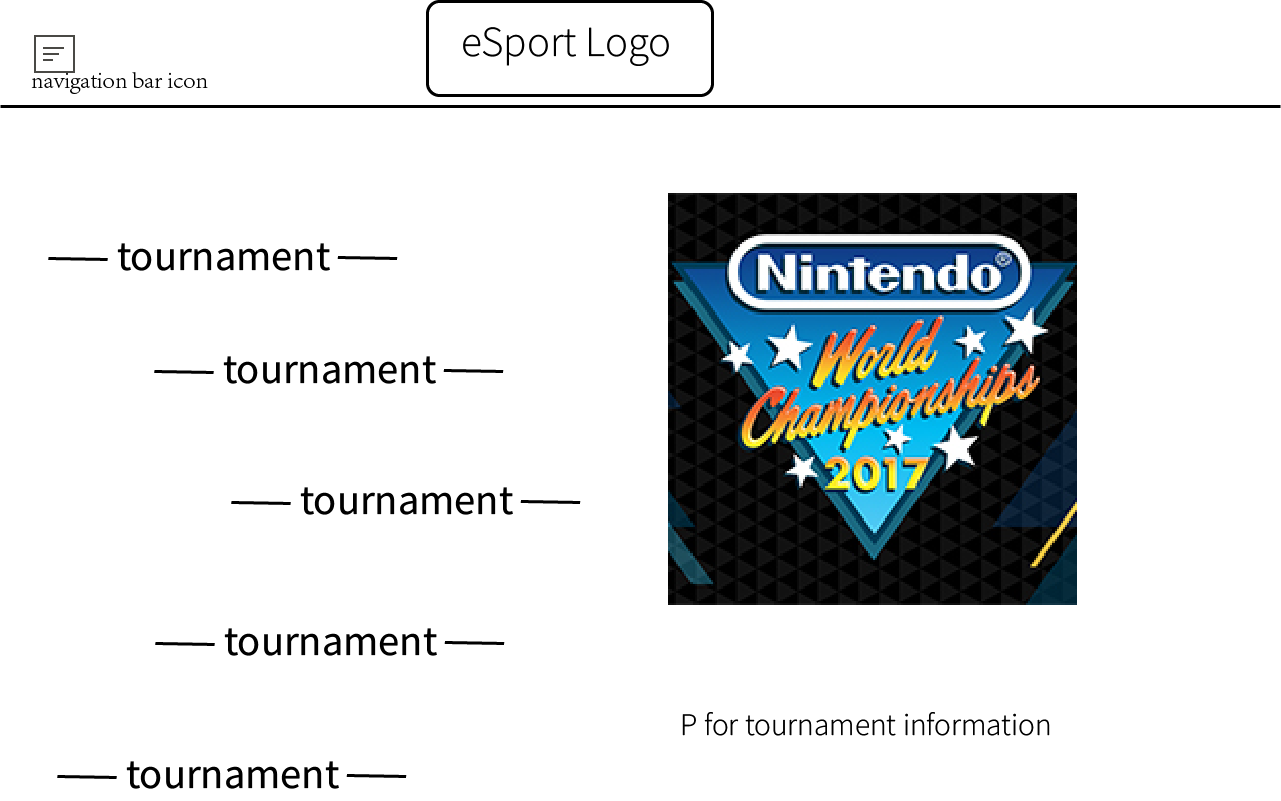 eSport Logo
navigation bar icon
tournament
tournament
tournament
tournament
tournament
Nintendo®
World
Championships
2017
P for tournament information